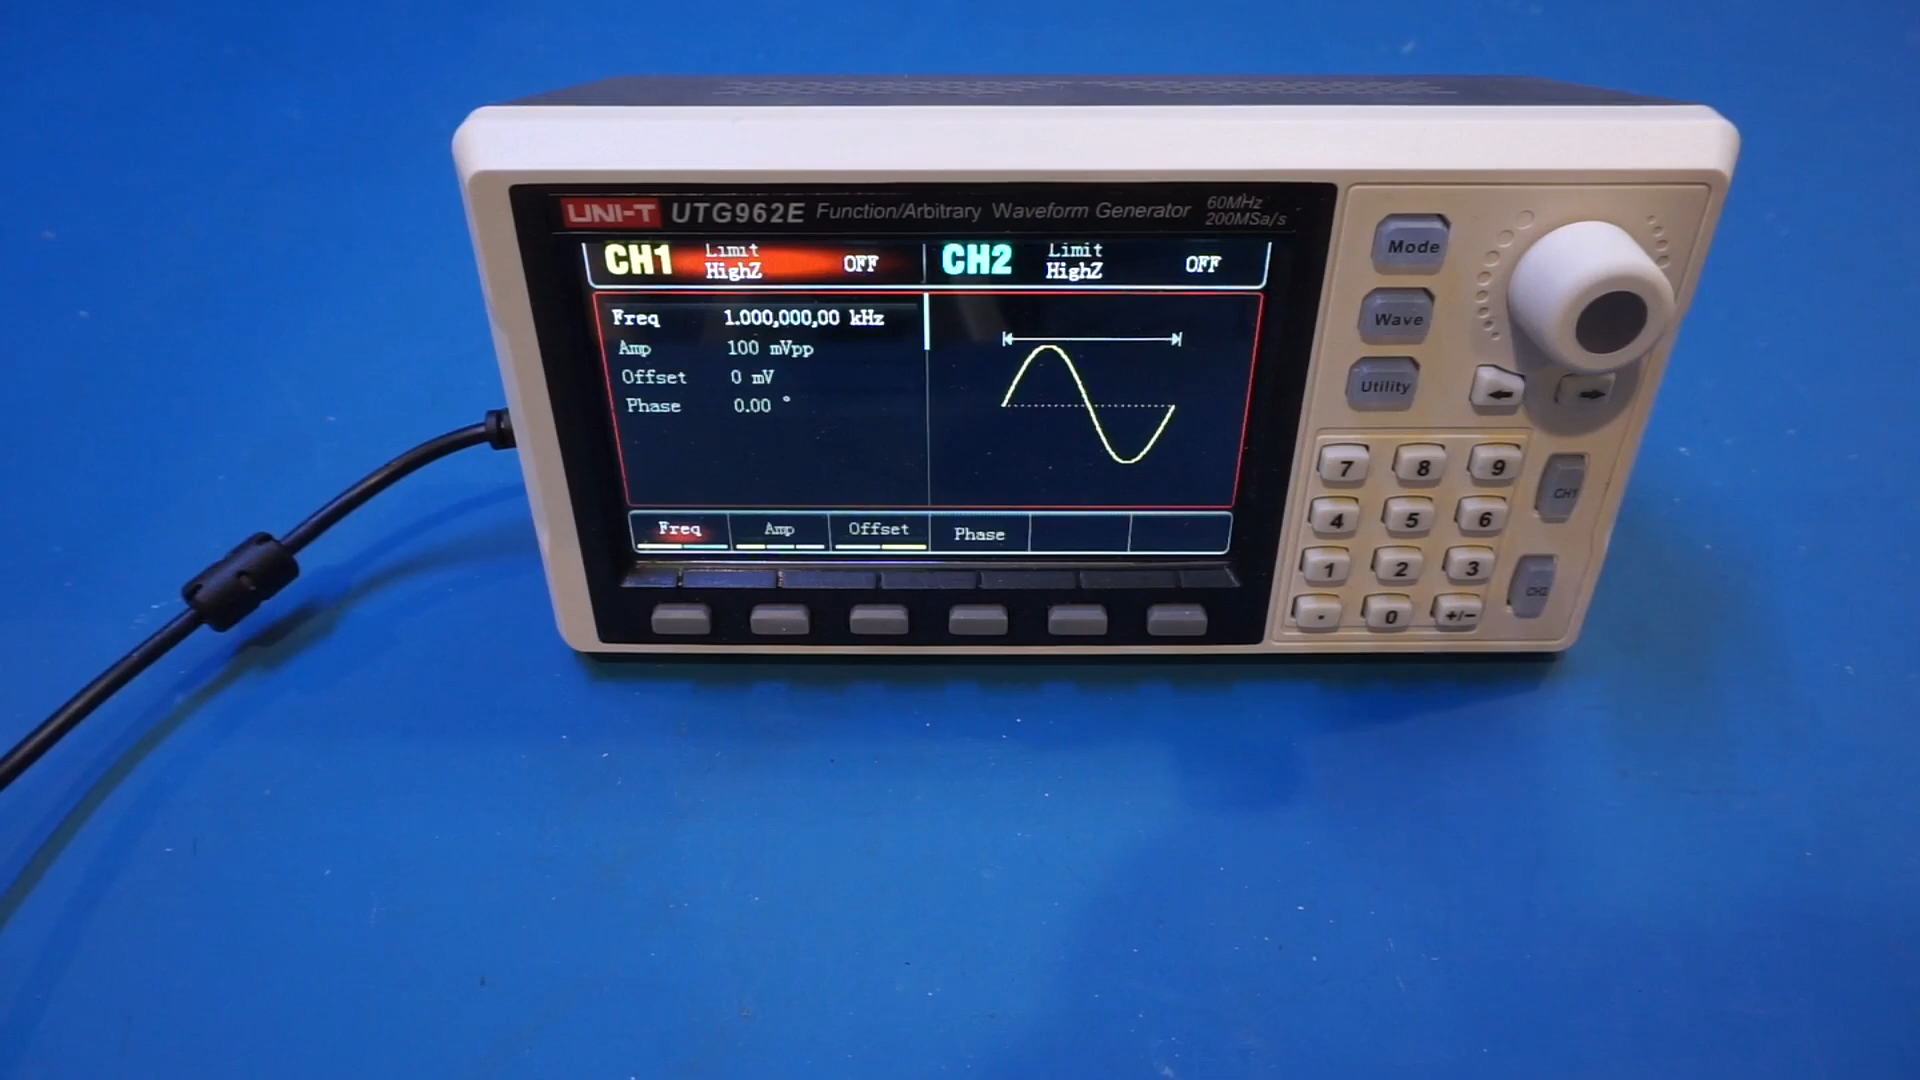 UNI-T UTG962E Function/Arbitrary Waveform Generator 60MHz 200MSa/s
CH1 Limit HighZ OFF
CH2 Limit HighZ OFF
Freq 1.000,000,00 kHz
Amp 100 mVpp
Offset 0 mV
Phase 0.00 °
Freq Amp Offset Phase
Mode
Wave
Utility
7 8 9
4 5 6
1 2 3
. 0 +/−
CH1
CH2